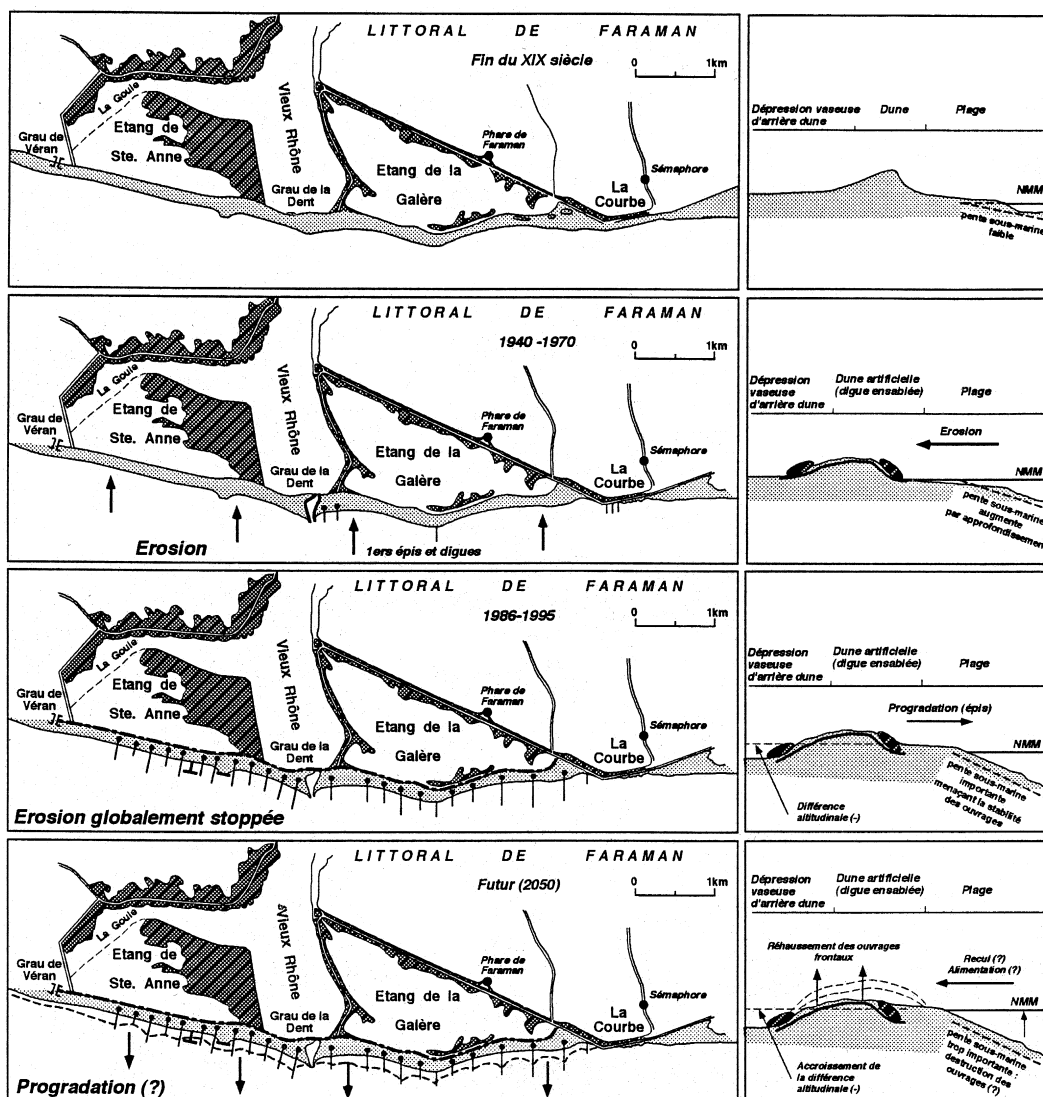 LITTORAL DE FARAMAN
Fin du XIX siècle
0 1km
La Goule
Grau de
Véran
Etang de
Ste. Anne
Vieux Rhône
Grau de la
Dent
Phare de
Faraman
Etang de la
Galère
La
Courbe
Sémaphore
Dépression vaseuse
d'arrière dune
Dune
Plage
NMM
pente sous-marine
faible
LITTORAL DE FARAMAN
1940 -1970
0 1km
La Goule
Grau de
Véran
Etang de
Ste. Anne
Vieux Rhône
Grau de la
Dent
Phare de
Faraman
Etang de la
Galère
La
Courbe
Sémaphore
Erosion
1ers épis et digues
Dépression
vaseuse
d'arrière dune
Dune artificielle
(digue ensablée)
Plage
Erosion
NMM
pente sous-marine
augmente
par approfondissement
LITTORAL DE FARAMAN
1986-1995
0 1km
La Goule
Grau de
Véran
Etang de
Ste. Anne
Vieux Rhône
Grau de la
Dent
Phare de
Faraman
Etang de la
Galère
La
Courbe
Sémaphore
Erosion globalement stoppée
Dépression
vaseuse
d'arrière dune
Dune artificielle
(digue ensablée)
Plage
Progradation (épis)
NMM
Différence
altitudinale (-)
pente sous-marine
importante
menaçant la stabilité
des ouvrages
LITTORAL DE FARAMAN
Futur (2050)
0 1km
La Goule
Grau de
Véran
Etang de
Ste. Anne
Vieux Rhône
Grau de la
Dent
Phare de
Faraman
Etang de la
Galère
La
Courbe
Sémaphore
Progradation (?)
Dépression
vaseuse
d'arrière dune
Dune artificielle
(digue ensablée)
Plage
Réhaussement des ouvrages
frontaux
Recul (?)
Alimentation (?)
NMM
Accroissement de
la différence
altitudinale (-)
pente sous-marine
trop importante :
destruction des
ouvrages (?)